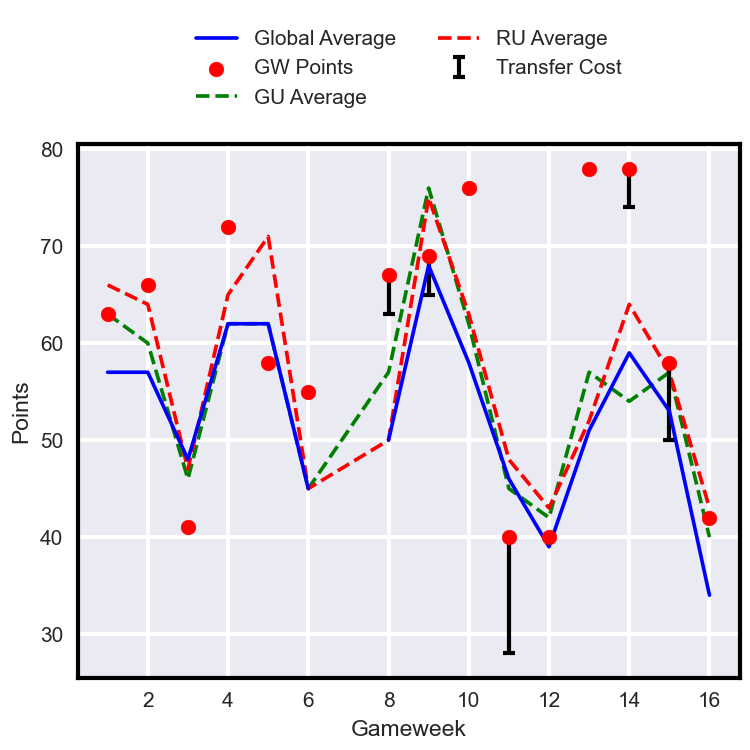 Global Average
GW Points
GU Average
RU Average
Transfer Cost
80
70
60
50
40
30
Points
2 4 6 8 10 12 14 16
Gameweek